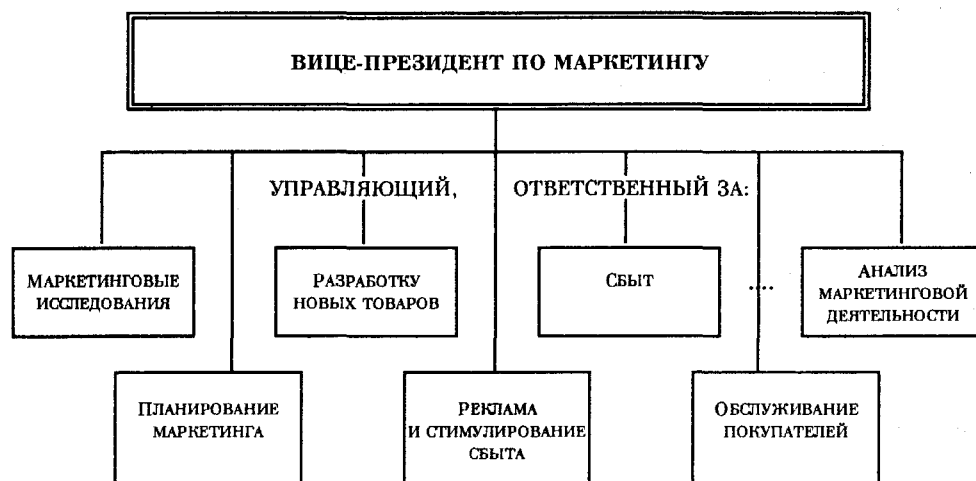 ВИЦЕ-ПРЕЗИДЕНТ ПО МАРКЕТИНГУ
УПРАВЛЯЮЩИЙ, ОТВЕТСТВЕННЫЙ ЗА:
МАРКЕТИНГОВЫЕ
ИССЛЕДОВАНИЯ
РАЗРАБОТКУ
НОВЫХ ТОВАРОВ
СБЫТ
....
АНАЛИЗ
МАРКЕТИНГОВОЙ
ДЕЯТЕЛЬНОСТИ
ПЛАНИРОВАНИЕ
МАРКЕТИНГА
РЕКЛАМА
И СТИМУЛИРОВАНИЕ
СБЫТА
ОБСЛУЖИВАНИЕ
ПОКУПАТЕЛЕЙ